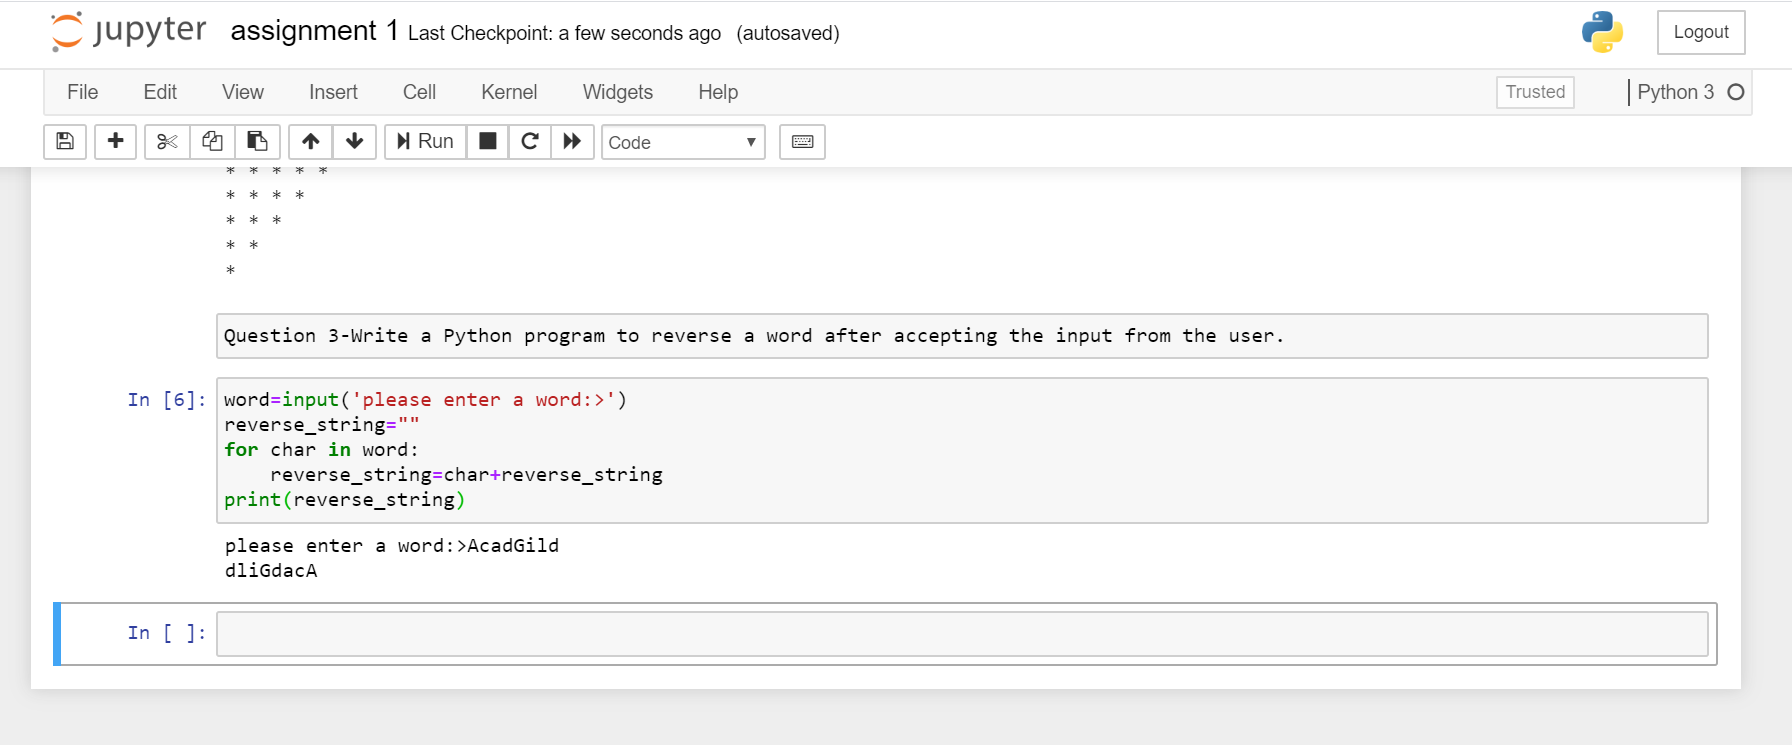 jupyter assignment 1 Last Checkpoint: a few seconds ago (autosaved) Logout
File Edit View Insert Cell Kernel Widgets Help Trusted Python 3
Run Code
* * * * *
* * * *
* * *
* *
*
Question 3-Write a Python program to reverse a word after accepting the input from the user.
In [6]: word=input('please enter a word:>')
reverse_string=""
for char in word:
    reverse_string=char+reverse_string
print(reverse_string)
please enter a word:>AcadGild
dliGdacA
In [ ]: